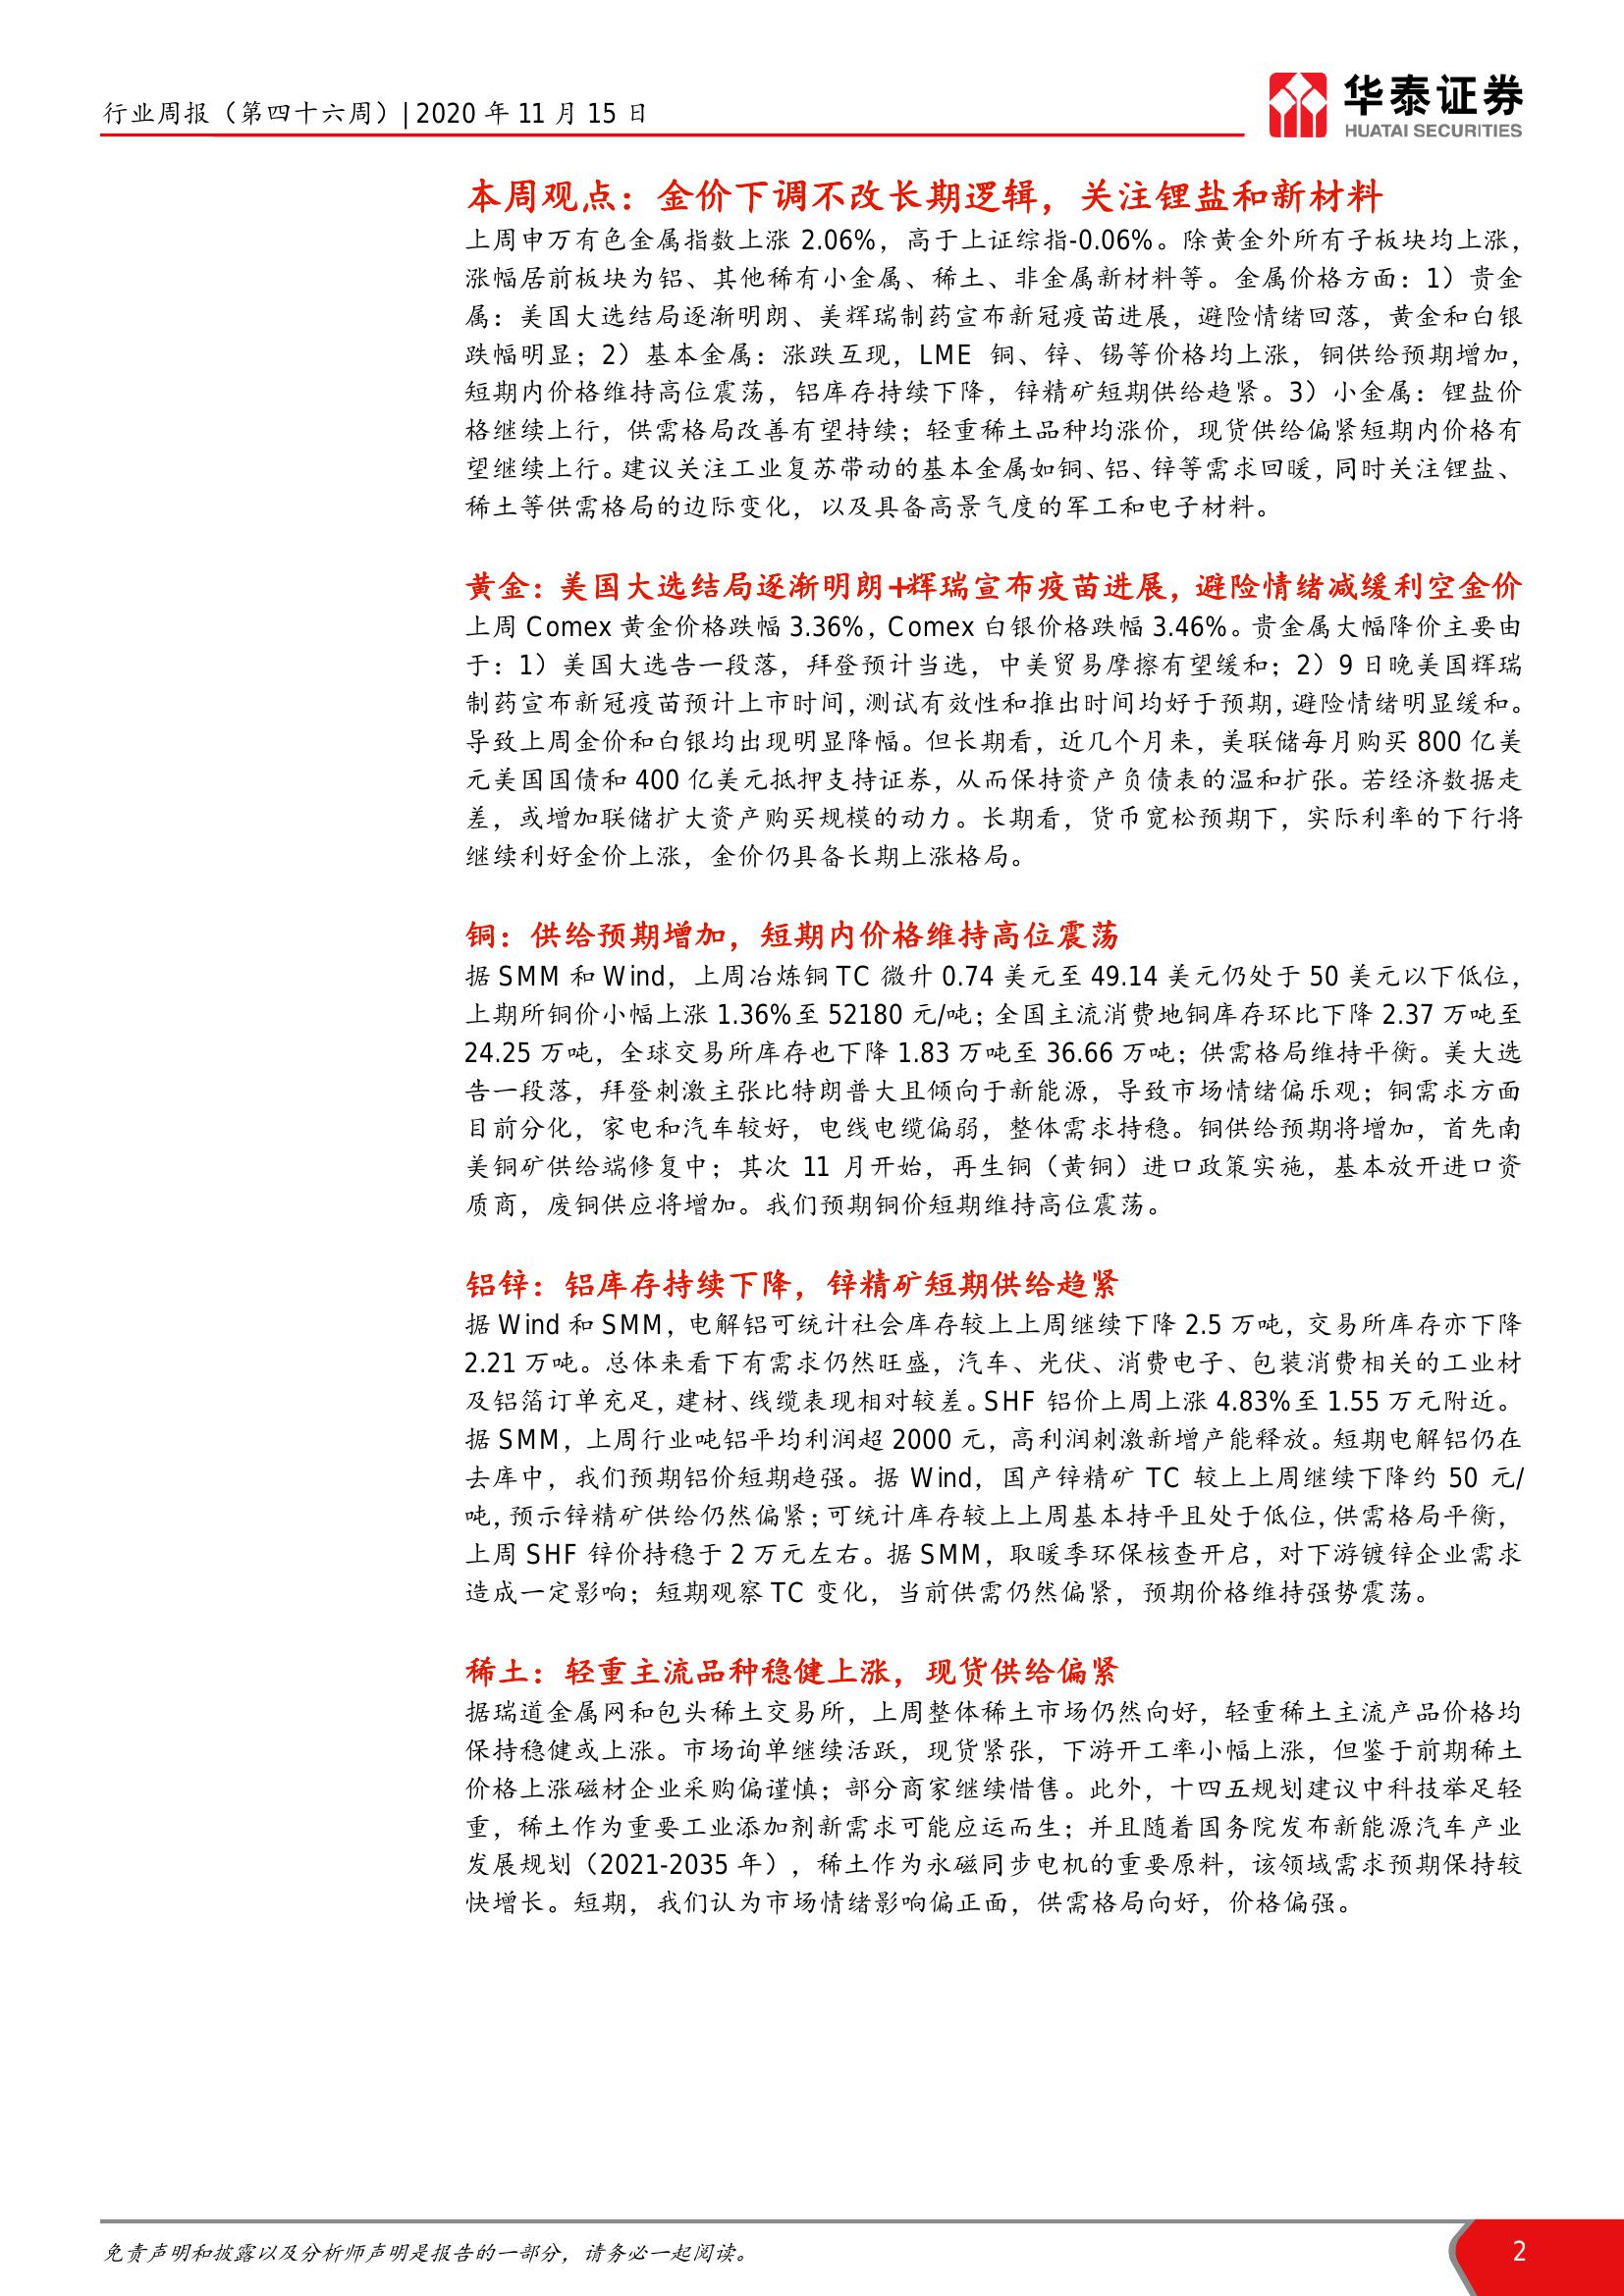 行业周报（第四十六周）| 2020 年 11 月 15 日
华泰证券
HUATAI SECURITIES
本周观点：金价下调不改长期逻辑，关注锂盐和新材料
上周申万有色金属指数上涨 2.06%，高于上证综指-0.06%。除黄金外所有子板块均上涨，
涨幅居前板块为铝、其他稀有小金属、稀土、非金属新材料等。金属价格方面：1）贵金
属：美国大选结局逐渐明朗、美辉瑞制药宣布新冠疫苗进展，避险情绪回落，黄金和白银
跌幅明显；2）基本金属：涨跌互现，LME 铜、锌、锡等价格均上涨，铜供给预期增加，
短期内价格维持高位震荡，铝库存持续下降，锌精矿短期供给趋紧。3）小金属：锂盐价
格继续上行，供需格局改善有望持续；轻重稀土品种均涨价，现货供给偏紧短期内价格有
望继续上行。建议关注工业复苏带动的基本金属如铜、铝、锌等需求回暖，同时关注锂盐、
稀土等供需格局的边际变化，以及具备高景气度的军工和电子材料。
黄金：美国大选结局逐渐明朗+辉瑞宣布疫苗进展，避险情绪减缓利空金价
上周 Comex 黄金价格跌幅 3.36%，Comex 白银价格跌幅 3.46%。贵金属大幅降价主要由
于：1）美国大选告一段落，拜登预计当选，中美贸易摩擦有望缓和；2）9 日晚美国辉瑞
制药宣布新冠疫苗预计上市时间，测试有效性和推出时间均好于预期，避险情绪明显缓和。
导致上周金价和白银均出现明显降幅。但长期看，近几个月来，美联储每月购买 800 亿美
元美国国债和 400 亿美元抵押支持证券，从而保持资产负债表的温和扩张。若经济数据走
差，或增加联储扩大资产购买规模的动力。长期看，货币宽松预期下，实际利率的下行将
继续利好金价上涨，金价仍具备长期上涨格局。
铜：供给预期增加，短期内价格维持高位震荡
据 SMM 和 Wind，上周冶炼铜 TC 微升 0.74 美元至 49.14 美元仍处于 50 美元以下低位，
上期所铜价小幅上涨 1.36%至 52180 元/吨；全国主流消费地铜库存环比下降 2.37 万吨至
24.25 万吨，全球交易所库存也下降 1.83 万吨至 36.66 万吨；供需格局维持平衡。美大选
告一段落，拜登刺激主张比特朗普大且倾向于新能源，导致市场情绪偏乐观；铜需求方面
目前分化，家电和汽车较好，电线电缆偏弱，整体需求持稳。铜供给预期将增加，首先南
美铜矿供给端修复中；其次 11 月开始，再生铜（黄铜）进口政策实施，基本放开进口资
质商，废铜供应将增加。我们预期铜价短期维持高位震荡。
铝锌：铝库存持续下降，锌精矿短期供给趋紧
据 Wind 和 SMM，电解铝可统计社会库存较上上周继续下降 2.5 万吨，交易所库存亦下降
2.21 万吨。总体来看下有需求仍然旺盛，汽车、光伏、消费电子、包装消费相关的工业材
及铝箔订单充足，建材、线缆表现相对较差。SHF 铝价上周上涨 4.83%至 1.55 万元附近。
据 SMM，上周行业吨铝平均利润超 2000 元，高利润刺激新增产能释放。短期电解铝仍在
去库中，我们预期铝价短期趋强。据 Wind，国产锌精矿 TC 较上上周继续下降约 50 元/
吨，预示锌精矿供给仍然偏紧；可统计库存较上上周基本持平且处于低位，供需格局平衡，
上周 SHF 锌价持稳于 2 万元左右。据 SMM，取暖季环保核查开启，对下游镀锌企业需求
造成一定影响；短期观察 TC 变化，当前供需仍然偏紧，预期价格维持强势震荡。
稀土：轻重主流品种稳健上涨，现货供给偏紧
据瑞道金属网和包头稀土交易所，上周整体稀土市场仍然向好，轻重稀土主流产品价格均
保持稳健或上涨。市场询单继续活跃，现货紧张，下游开工率小幅上涨，但鉴于前期稀土
价格上涨磁材企业采购偏谨慎；部分商家继续惜售。此外，十四五规划建议中科技举足轻
重，稀土作为重要工业添加剂新需求可能应运而生；并且随着国务院发布新能源汽车产业
发展规划（2021-2035 年），稀土作为永磁同步电机的重要原料，该领域需求预期保持较
快增长。短期，我们认为市场情绪影响偏正面，供需格局向好，价格偏强。
免责声明和披露以及分析师声明是报告的一部分，请务必一起阅读。
2